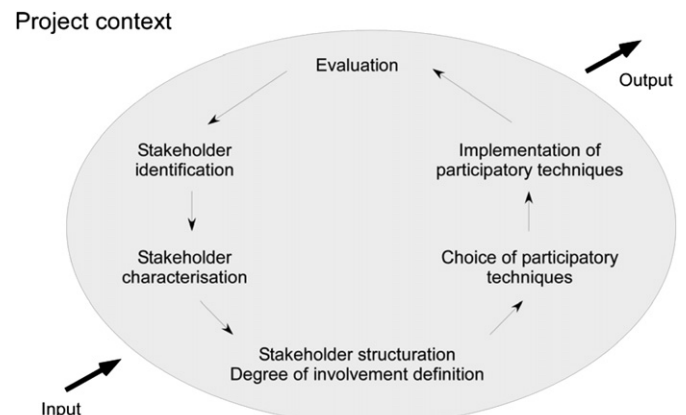 Project context
Evaluation
Output
Stakeholder
identification
Implementation of
participatory techniques
Stakeholder
characterisation
Choice of participatory
techniques
Stakeholder structuration
Degree of involvement definition
Input